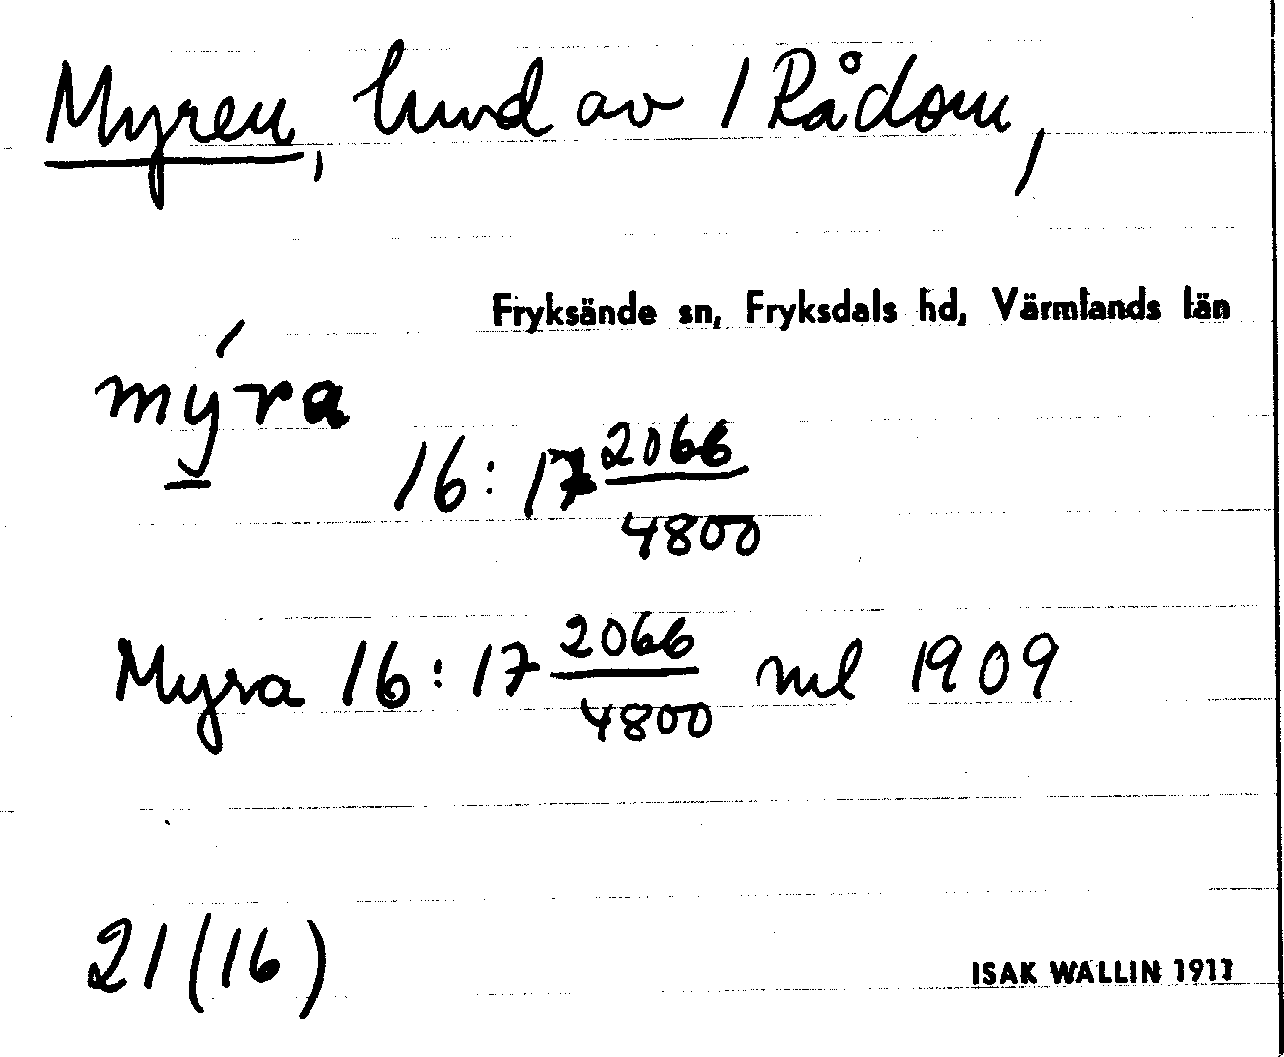 Myren, hmd av 1 Rådom,
Fryksände sn, Fryksdals hd, Värmlands län
mýra
16:17 2066/4800
Myra 16:17 2066/4800 ml 1909
21 (16)
ISAK WALLIN 1911